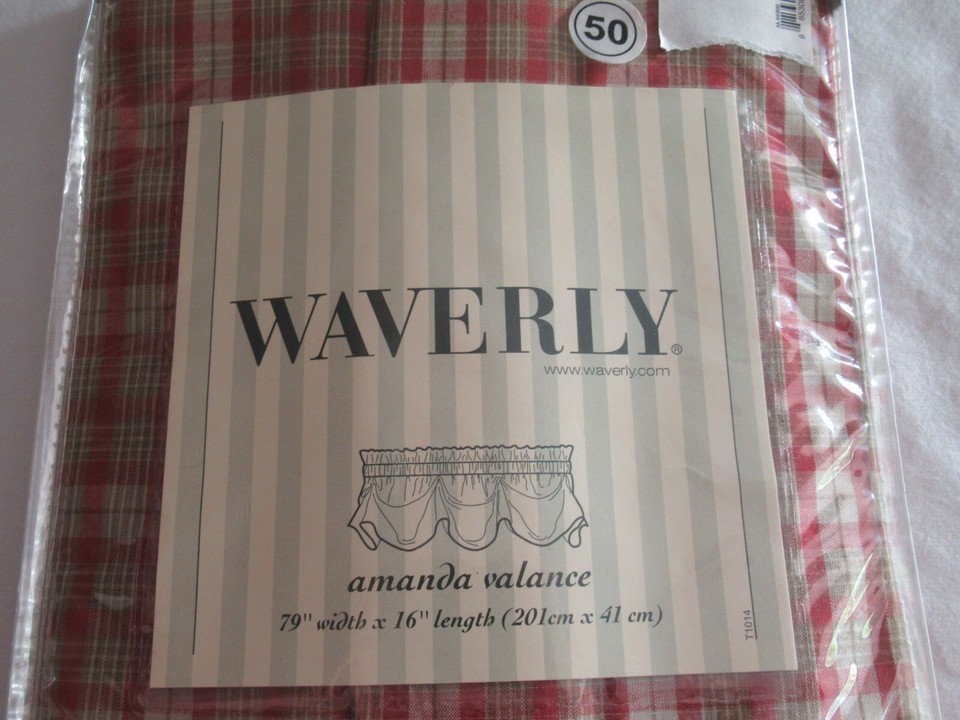 50
WAVERLY®
www.waverly.com
amanda valance
79" width x 16" length (201cm x 41 cm)
T1014